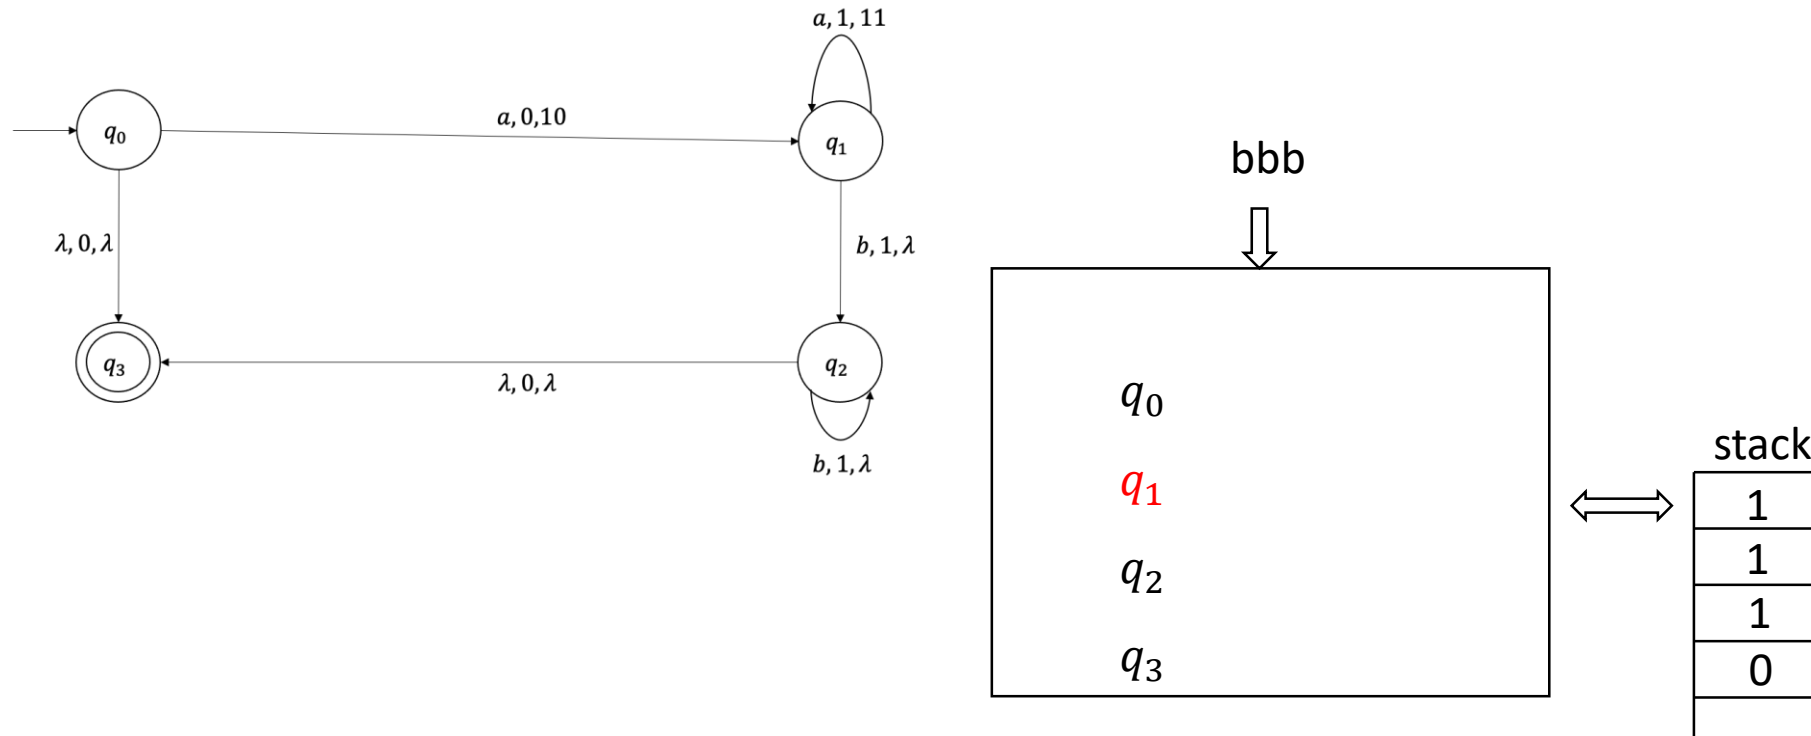 a, 1, 11
q₀
a, 0,10
q₁
λ, 0, λ
b, 1, λ
q₃
λ, 0, λ
q₂
b, 1, λ
bbb
q₀
q₁
q₂
q₃
stack
1
1
1
0